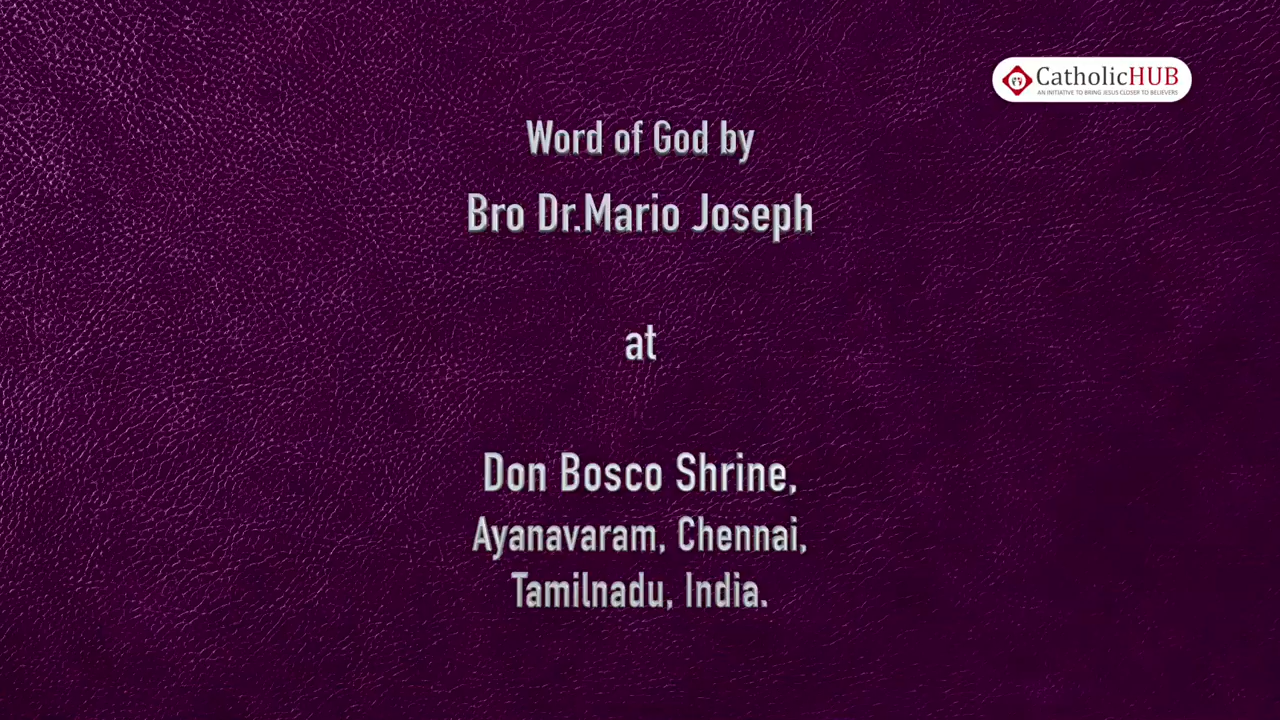 CatholicHUB
AN INITIATIVE TO BRING JESUS CLOSER TO BELIEVERS
Word of God by
Bro Dr.Mario Joseph
at
Don Bosco Shrine,
Ayanavaram, Chennai,
Tamilnadu, India.